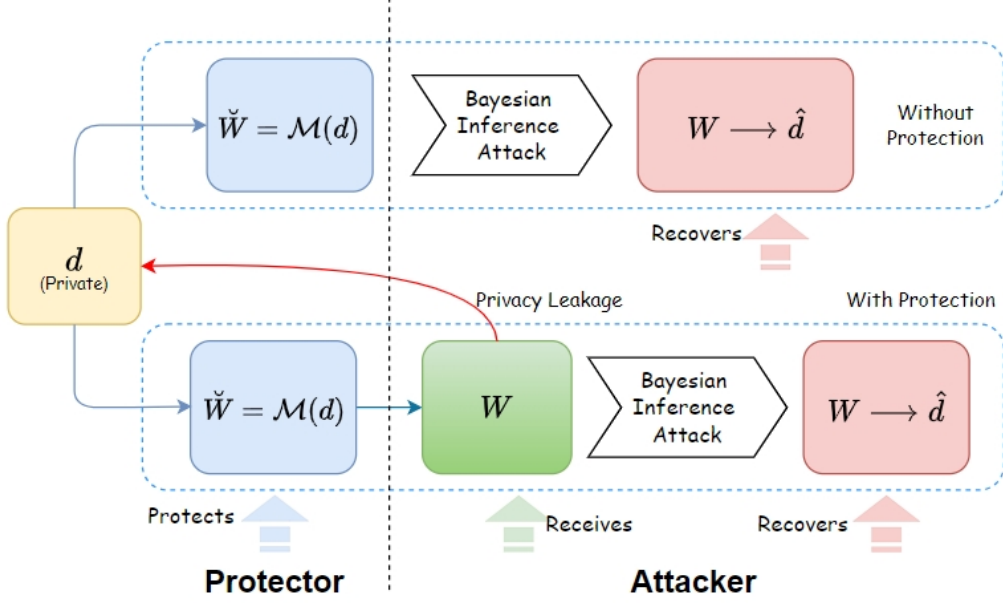 W̆ = ℳ(d)
Bayesian
Inference
Attack
W ⟶ d̂
Without
Protection
Recovers
d
(Private)
Privacy Leakage
With Protection
W̆ = ℳ(d)
W
Bayesian
Inference
Attack
W ⟶ d̂
Protects
Receives
Recovers
Protector
Attacker